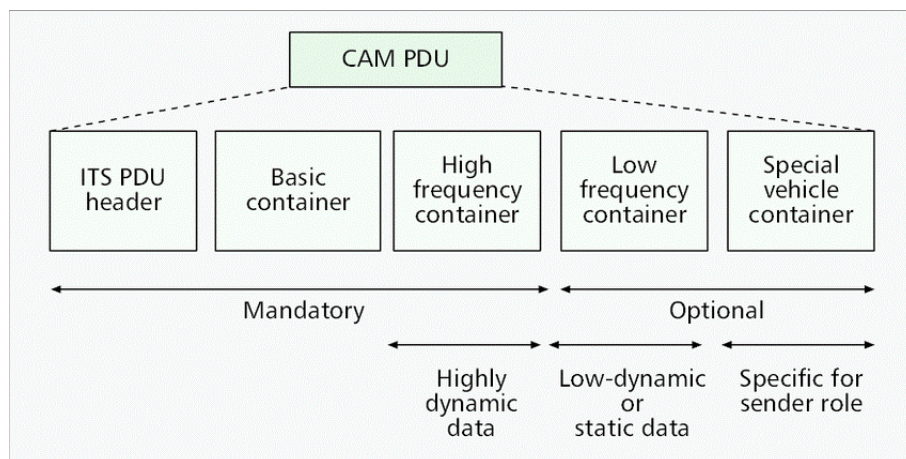 CAM PDU
ITS PDU
header
Basic
container
High
frequency
container
Low
frequency
container
Special
vehicle
container
Mandatory
Optional
Highly
dynamic
data
Low-dynamic
or
static data
Specific for
sender role